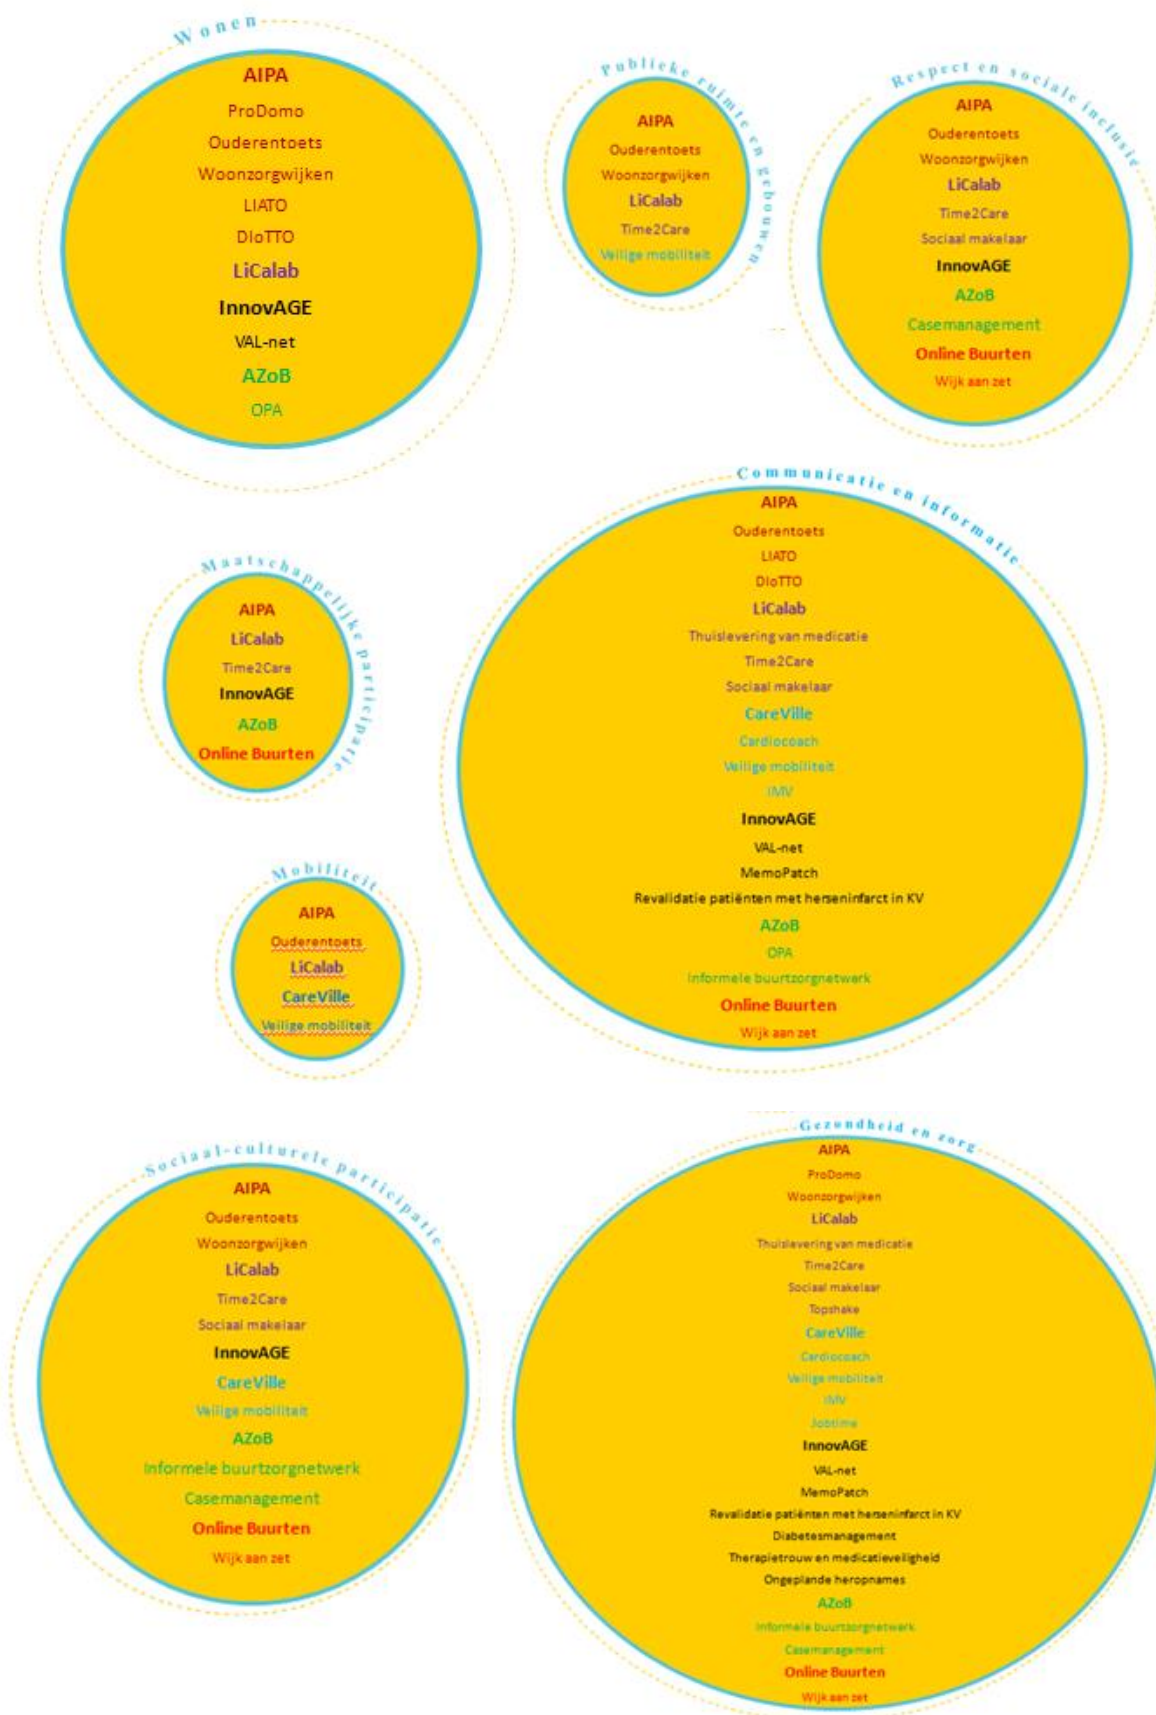 Wonen
AIPA
ProDomo
Ouderentoets
Woonzorgwijken
LIATO
DIoTTO
LiCalab
InnovAGE
VAL-net
AZoB
OPA
Publieke ruimte en gebouwen
AIPA
Ouderentoets
Woonzorgwijken
LiCalab
Time2Care
Veilige mobiliteit
Respect en sociale inclusie
AIPA
Ouderentoets
Woonzorgwijken
LiCalab
Time2Care
Sociaal makelaar
InnovAGE
AZoB
Casemanagement
Online Buurten
Wijk aan zet
Maatschappelijke participatie
AIPA
LiCalab
Time2Care
InnovAGE
AZoB
Online Buurten
Communicatie en informatie
AIPA
Ouderentoets
LIATO
DIoTTO
LiCalab
Thuislevering van medicatie
Time2Care
Sociaal makelaar
CareVille
Cardiocoach
Veilige mobiliteit
IMV
InnovAGE
VAL-net
MemoPatch
Revalidatie patiënten met herseninfarct in KV
AZoB
OPA
Informele buurtzorgnetwerk
Online Buurten
Wijk aan zet
Mobiliteit
AIPA
Ouderentoets
LiCalab
CareVille
Veilige mobiliteit
Sociaal-culturele participatie
AIPA
Ouderentoets
Woonzorgwijken
LiCalab
Time2Care
Sociaal makelaar
InnovAGE
CareVille
Veilige mobiliteit
AZoB
Informele buurtzorgnetwerk
Casemanagement
Online Buurten
Wijk aan zet
Gezondheid en zorg
AIPA
ProDomo
Woonzorgwijken
LiCalab
Thuislevering van medicatie
Time2Care
Sociaal makelaar
Topshake
CareVille
Cardiocoach
Veilige mobiliteit
IMV
Jobtime
InnovAGE
VAL-net
MemoPatch
Revalidatie patiënten met herseninfarct in KV
Diabetesmanagement
Therapietrouw en medicatieveiligheid
Ongeplande heropnames
AZoB
Informele buurtzorgnetwerk
Casemanagement
Online Buurten
Wijk aan zet